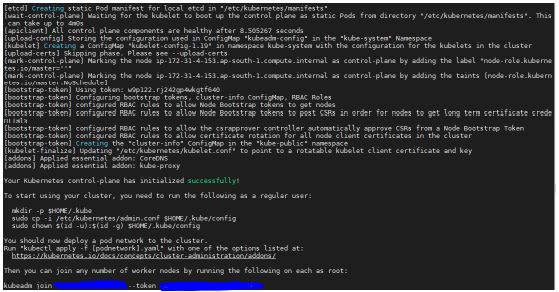 [etcd] Creating static Pod manifest for local etcd in "/etc/kubernetes/manifests"
[wait-control-plane] Waiting for the kubelet to boot up the control plane as static Pods from directory "/etc/kubernetes/manifests". This
can take up to 4m0s
[apiclient] All control plane components are healthy after 8.505267 seconds
[upload-config] Storing the configuration used in ConfigMap "kubeadm-config" in the "kube-system" Namespace
[kubelet] Creating a ConfigMap "kubelet-config-1.19" in namespace kube-system with the configuration for the kubelets in the cluster
[upload-certs] Skipping phase. Please see --upload-certs
[mark-control-plane] Marking the node ip-172-31-4-153.ap-south-1.compute.internal as control-plane by adding the label "node-role.kubernetes.io/master=''"
[mark-control-plane] Marking the node ip-172-31-4-153.ap-south-1.compute.internal as control-plane by adding the taints [node-role.kubernetes.io/master:NoSchedule]
[bootstrap-token] Using token: w9p122.rj242gp4wkgtf640
[bootstrap-token] Configuring bootstrap tokens, cluster-info ConfigMap, RBAC Roles
[bootstrap-token] configured RBAC rules to allow Node Bootstrap tokens to get nodes
[bootstrap-token] configured RBAC rules to allow Node Bootstrap tokens to post CSRs in order for nodes to get long term certificate credentials
[bootstrap-token] configured RBAC rules to allow the csrapprover controller automatically approve CSRs from a Node Bootstrap Token
[bootstrap-token] configured RBAC rules to allow certificate rotation for all node client certificates in the cluster
[bootstrap-token] Creating the "cluster-info" ConfigMap in the "kube-public" namespace
[kubelet-finalize] Updating "/etc/kubernetes/kubelet.conf" to point to a rotatable kubelet client certificate and key
[addons] Applied essential addon: CoreDNS
[addons] Applied essential addon: kube-proxy
Your Kubernetes control-plane has initialized successfully!
To start using your cluster, you need to run the following as a regular user:
mkdir -p $HOME/.kube
sudo cp -i /etc/kubernetes/admin.conf $HOME/.kube/config
sudo chown $(id -u):$(id -g) $HOME/.kube/config
You should now deploy a pod network to the cluster.
Run "kubectl apply -f [podnetwork].yaml" with one of the options listed at:
https://kubernetes.io/docs/concepts/cluster-administration/addons/
Then you can join any number of worker nodes by running the following on each as root:
kubeadm join --token